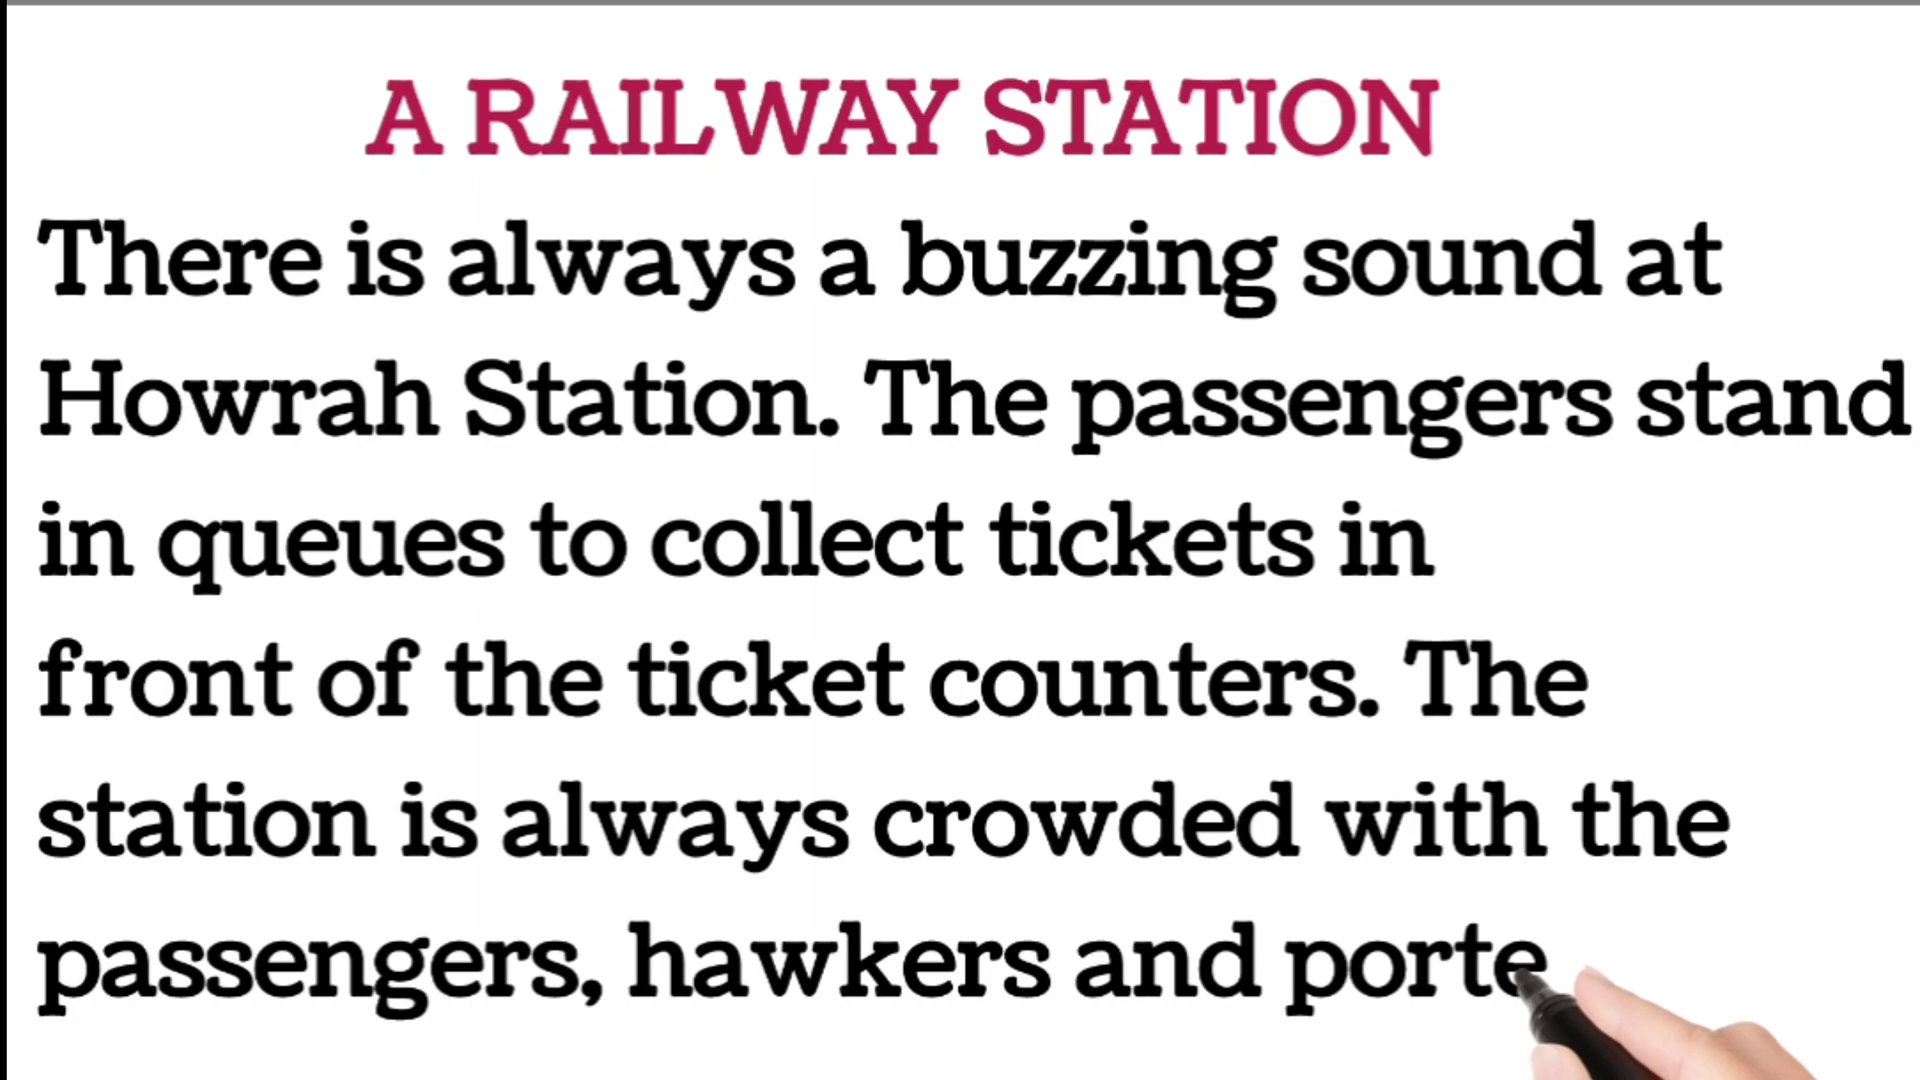 A RAILWAY STATION
There is always a buzzing sound at
Howrah Station. The passengers stand
in queues to collect tickets in
front of the ticket counters. The
station is always crowded with the
passengers, hawkers and porte